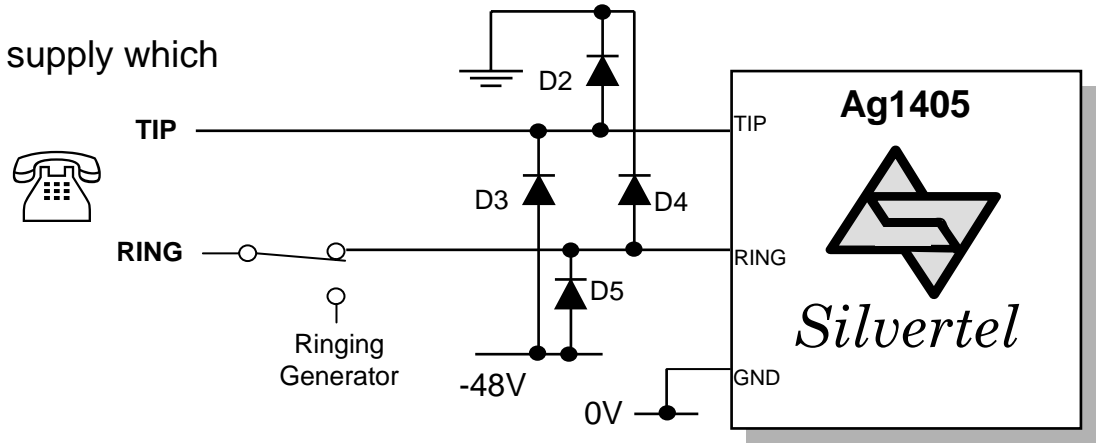 supply which
D2
Ag1405
TIP
TIP
D3
D4
RING
RING
D5
Silvertel
Ringing
Generator
-48V
GND
0V